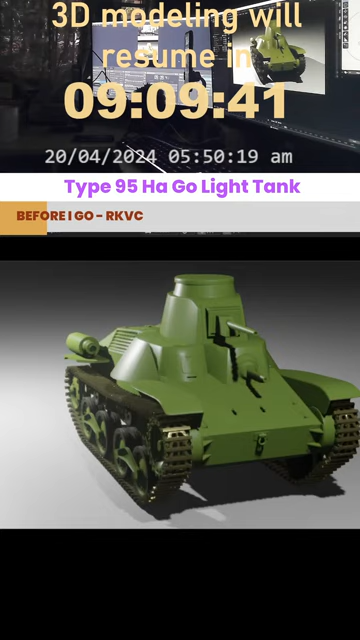 3D modeling will
resume in
09:09:41
20/04/2024 05:50:19 am
Type 95 Ha Go Light Tank
BEFORE I GO - RKVC